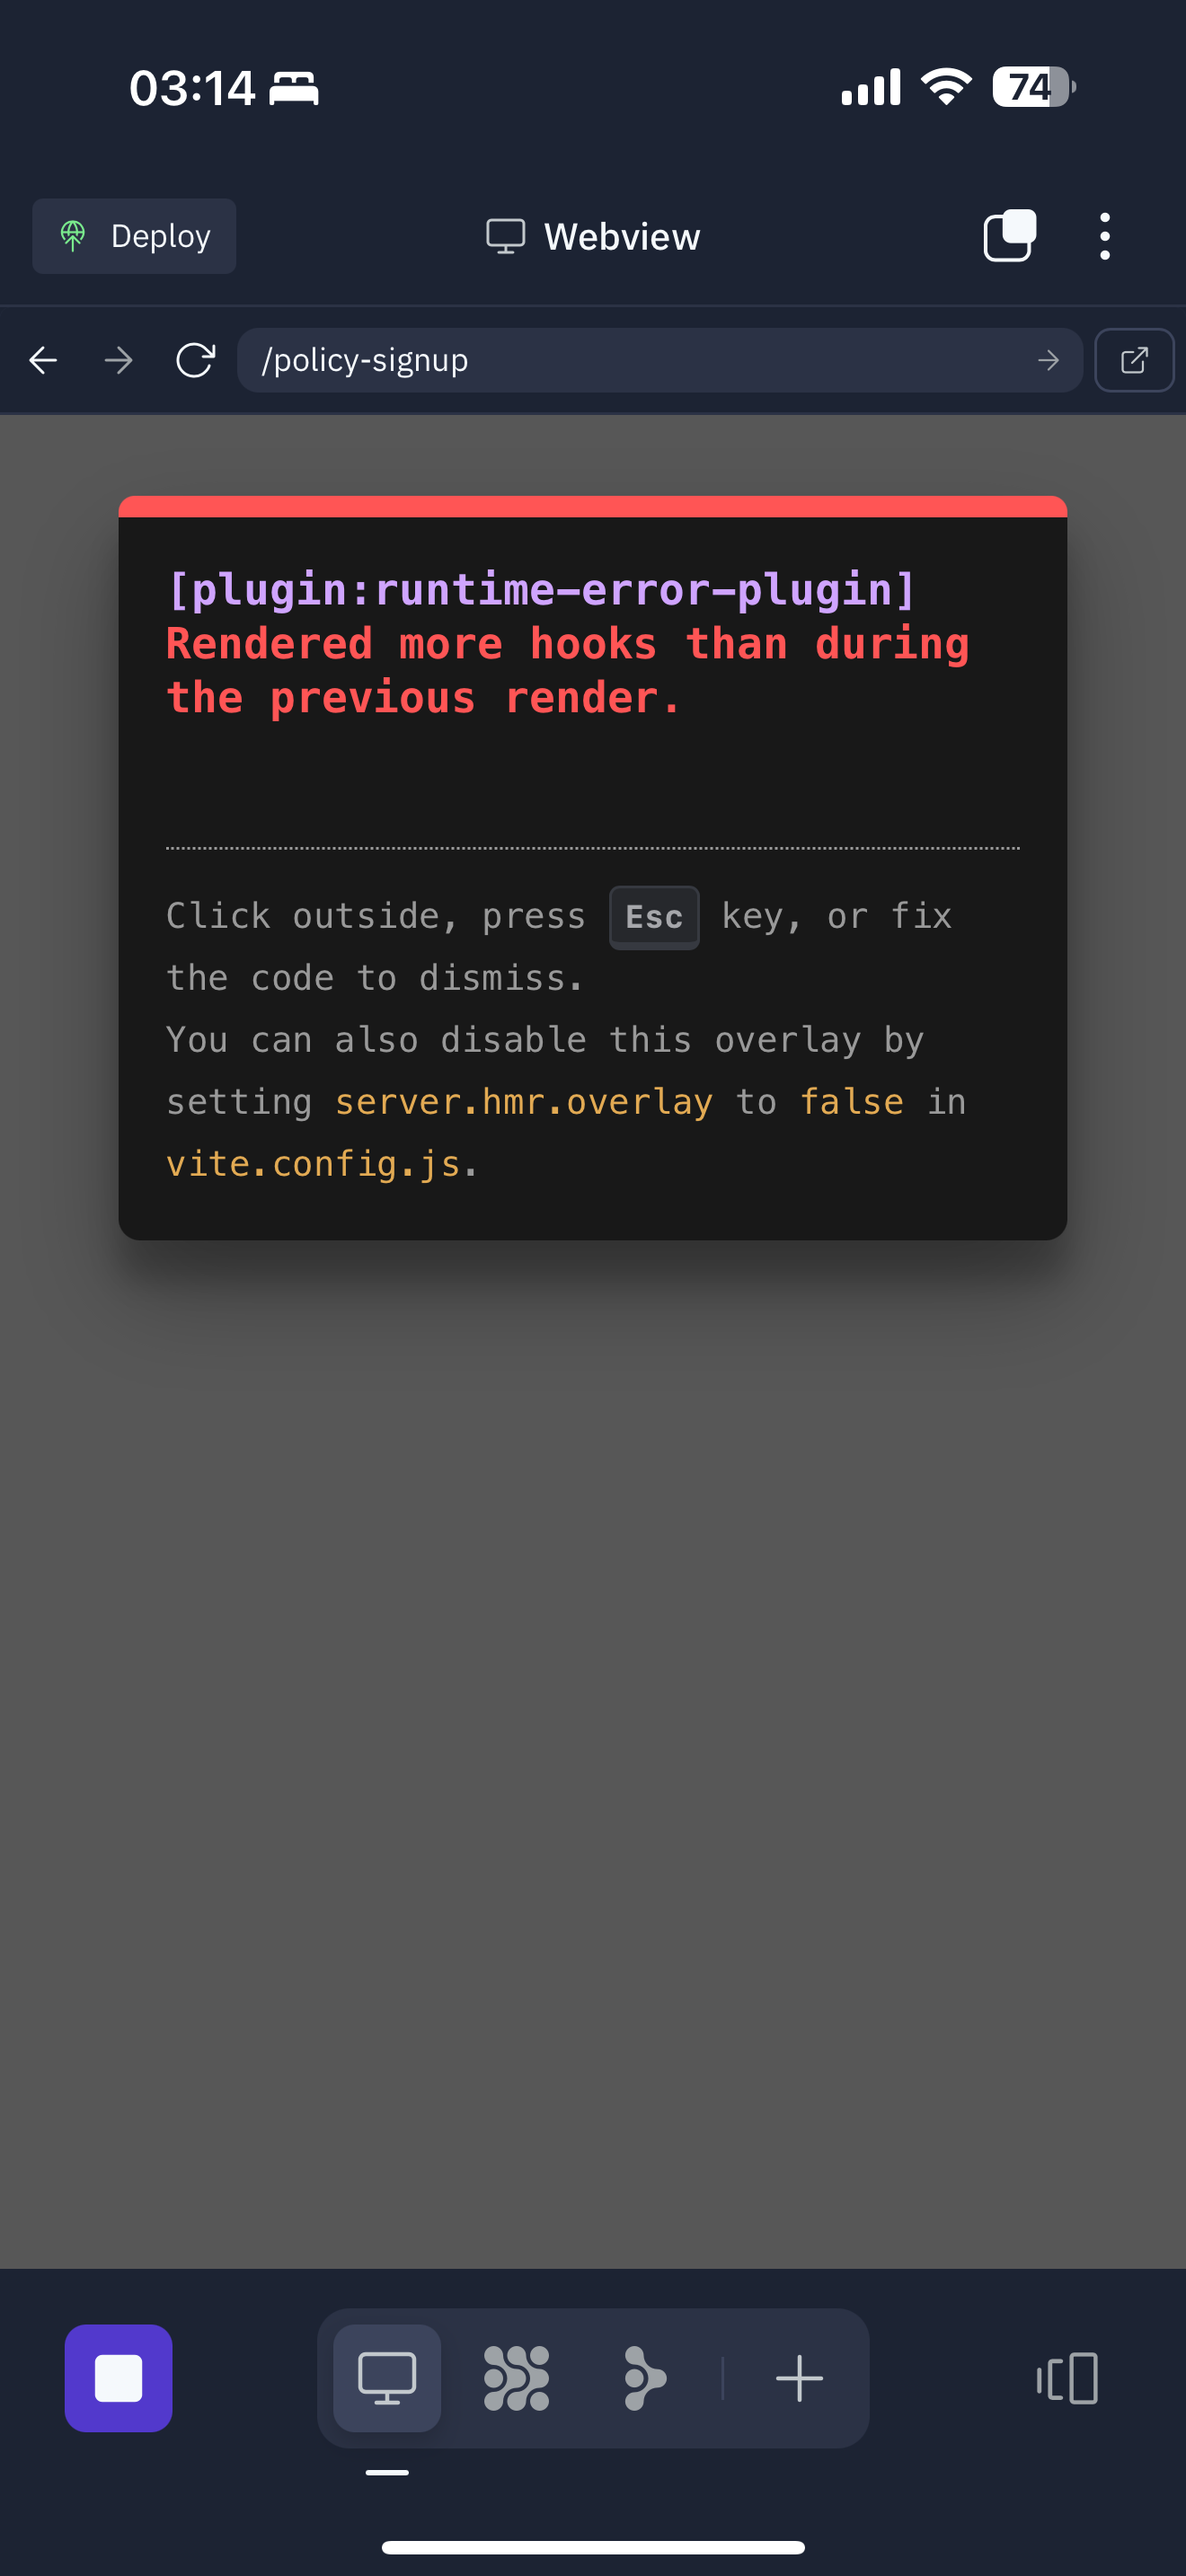 03:14
74
Deploy
Webview
/policy-signup
[plugin:runtime-error-plugin]
Rendered more hooks than during
the previous render.
Click outside, press Esc key, or fix
the code to dismiss.
You can also disable this overlay by
setting server.hmr.overlay to false in
vite.config.js.